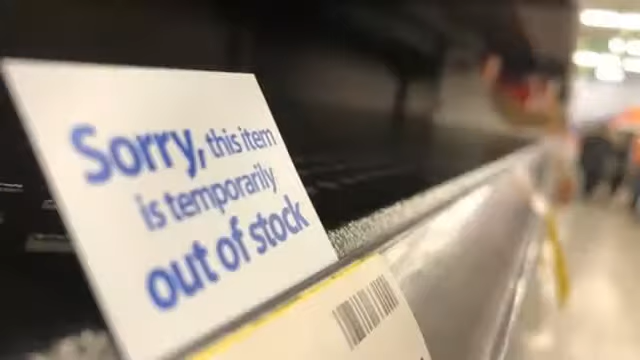 Sorry, this item
is temporarily
out of stock